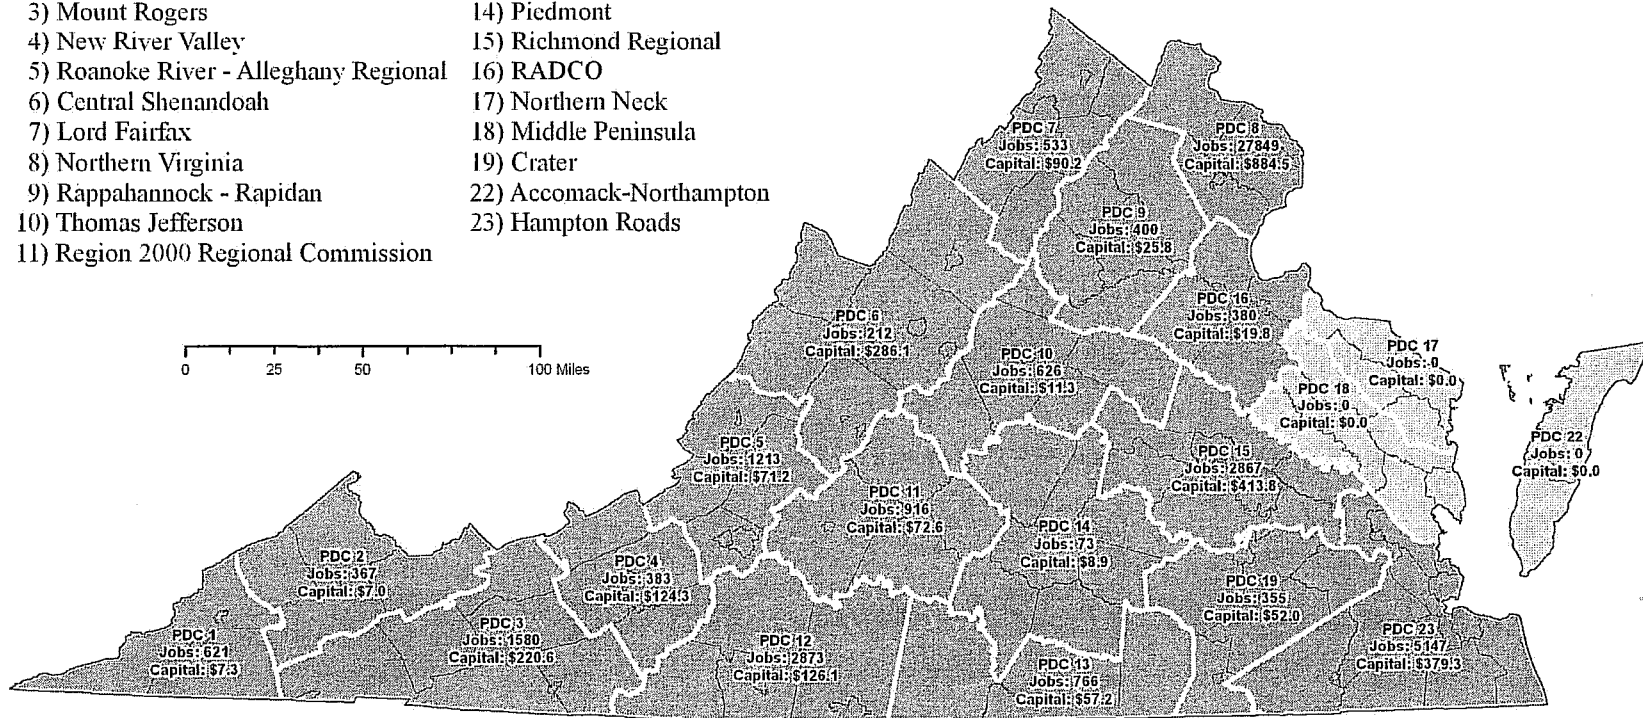 3) Mount Rogers
4) New River Valley
5) Roanoke River - Alleghany Regional
6) Central Shenandoah
7) Lord Fairfax
8) Northern Virginia
9) Rappahannock - Rapidan
10) Thomas Jefferson
11) Region 2000 Regional Commission
14) Piedmont
15) Richmond Regional
16) RADCO
17) Northern Neck
18) Middle Peninsula
19) Crater
22) Accomack-Northampton
23) Hampton Roads
0 25 50 100 Miles
PDC 7
Jobs: 533
Capital: $90.2
PDC 8
Jobs: 27849
Capital: $884.5
PDC 9
Jobs: 400
Capital: $25.8
PDC 16
Jobs: 380
Capital: $19.8
PDC 6
Jobs: 212
Capital: $286.1
PDC 10
Jobs: 626
Capital: $11.3
PDC 17
Jobs: 0
Capital: $0.0
PDC 18
Jobs: 0
Capital: $0.0
PDC 22
Jobs: 0
Capital: $0.0
PDC 5
Jobs: 1213
Capital: $71.2
PDC 15
Jobs: 2867
Capital: $413.8
PDC 11
Jobs: 916
Capital: $72.6
PDC 14
Jobs: 73
Capital: $8.9
PDC 2
Jobs: 367
Capital: $7.0
PDC 4
Jobs: 383
Capital: $124.3
PDC 19
Jobs: 355
Capital: $52.0
PDC 1
Jobs: 621
Capital: $7.3
PDC 3
Jobs: 1580
Capital: $220.6
PDC 12
Jobs: 2873
Capital: $126.1
PDC 13
Jobs: 766
Capital: $57.2
PDC 23
Jobs: 5147
Capital: $379.3